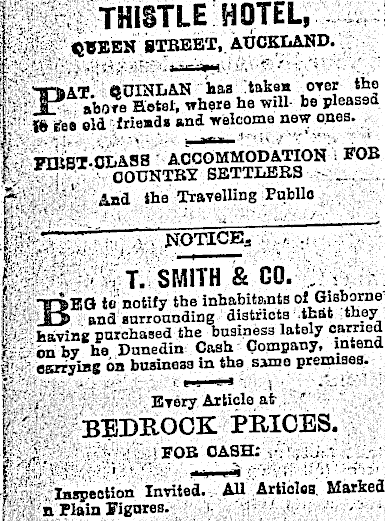 THISTLE HOTEL,
QUEEN STREET, AUCKLAND.
PAT. QUINLAN has taken over the
above Hotel, where he will be pleased
to see old friends and welcome new ones.
FIRST-CLASS ACCOMMODATION FOR
COUNTRY SETTLERS
And the Travelling Public
NOTICE.
T. SMITH & CO.
BEG to notify the inhabitants of Gisborne
and surrounding districts that they
having purchased the business lately carried
on by he Dunedin Cash Company, intend
carrying on business in the same premises.
Every Article at
BEDROCK PRICES.
FOR CASH:
Inspection Invited. All Articles Marked
n Plain Figures.